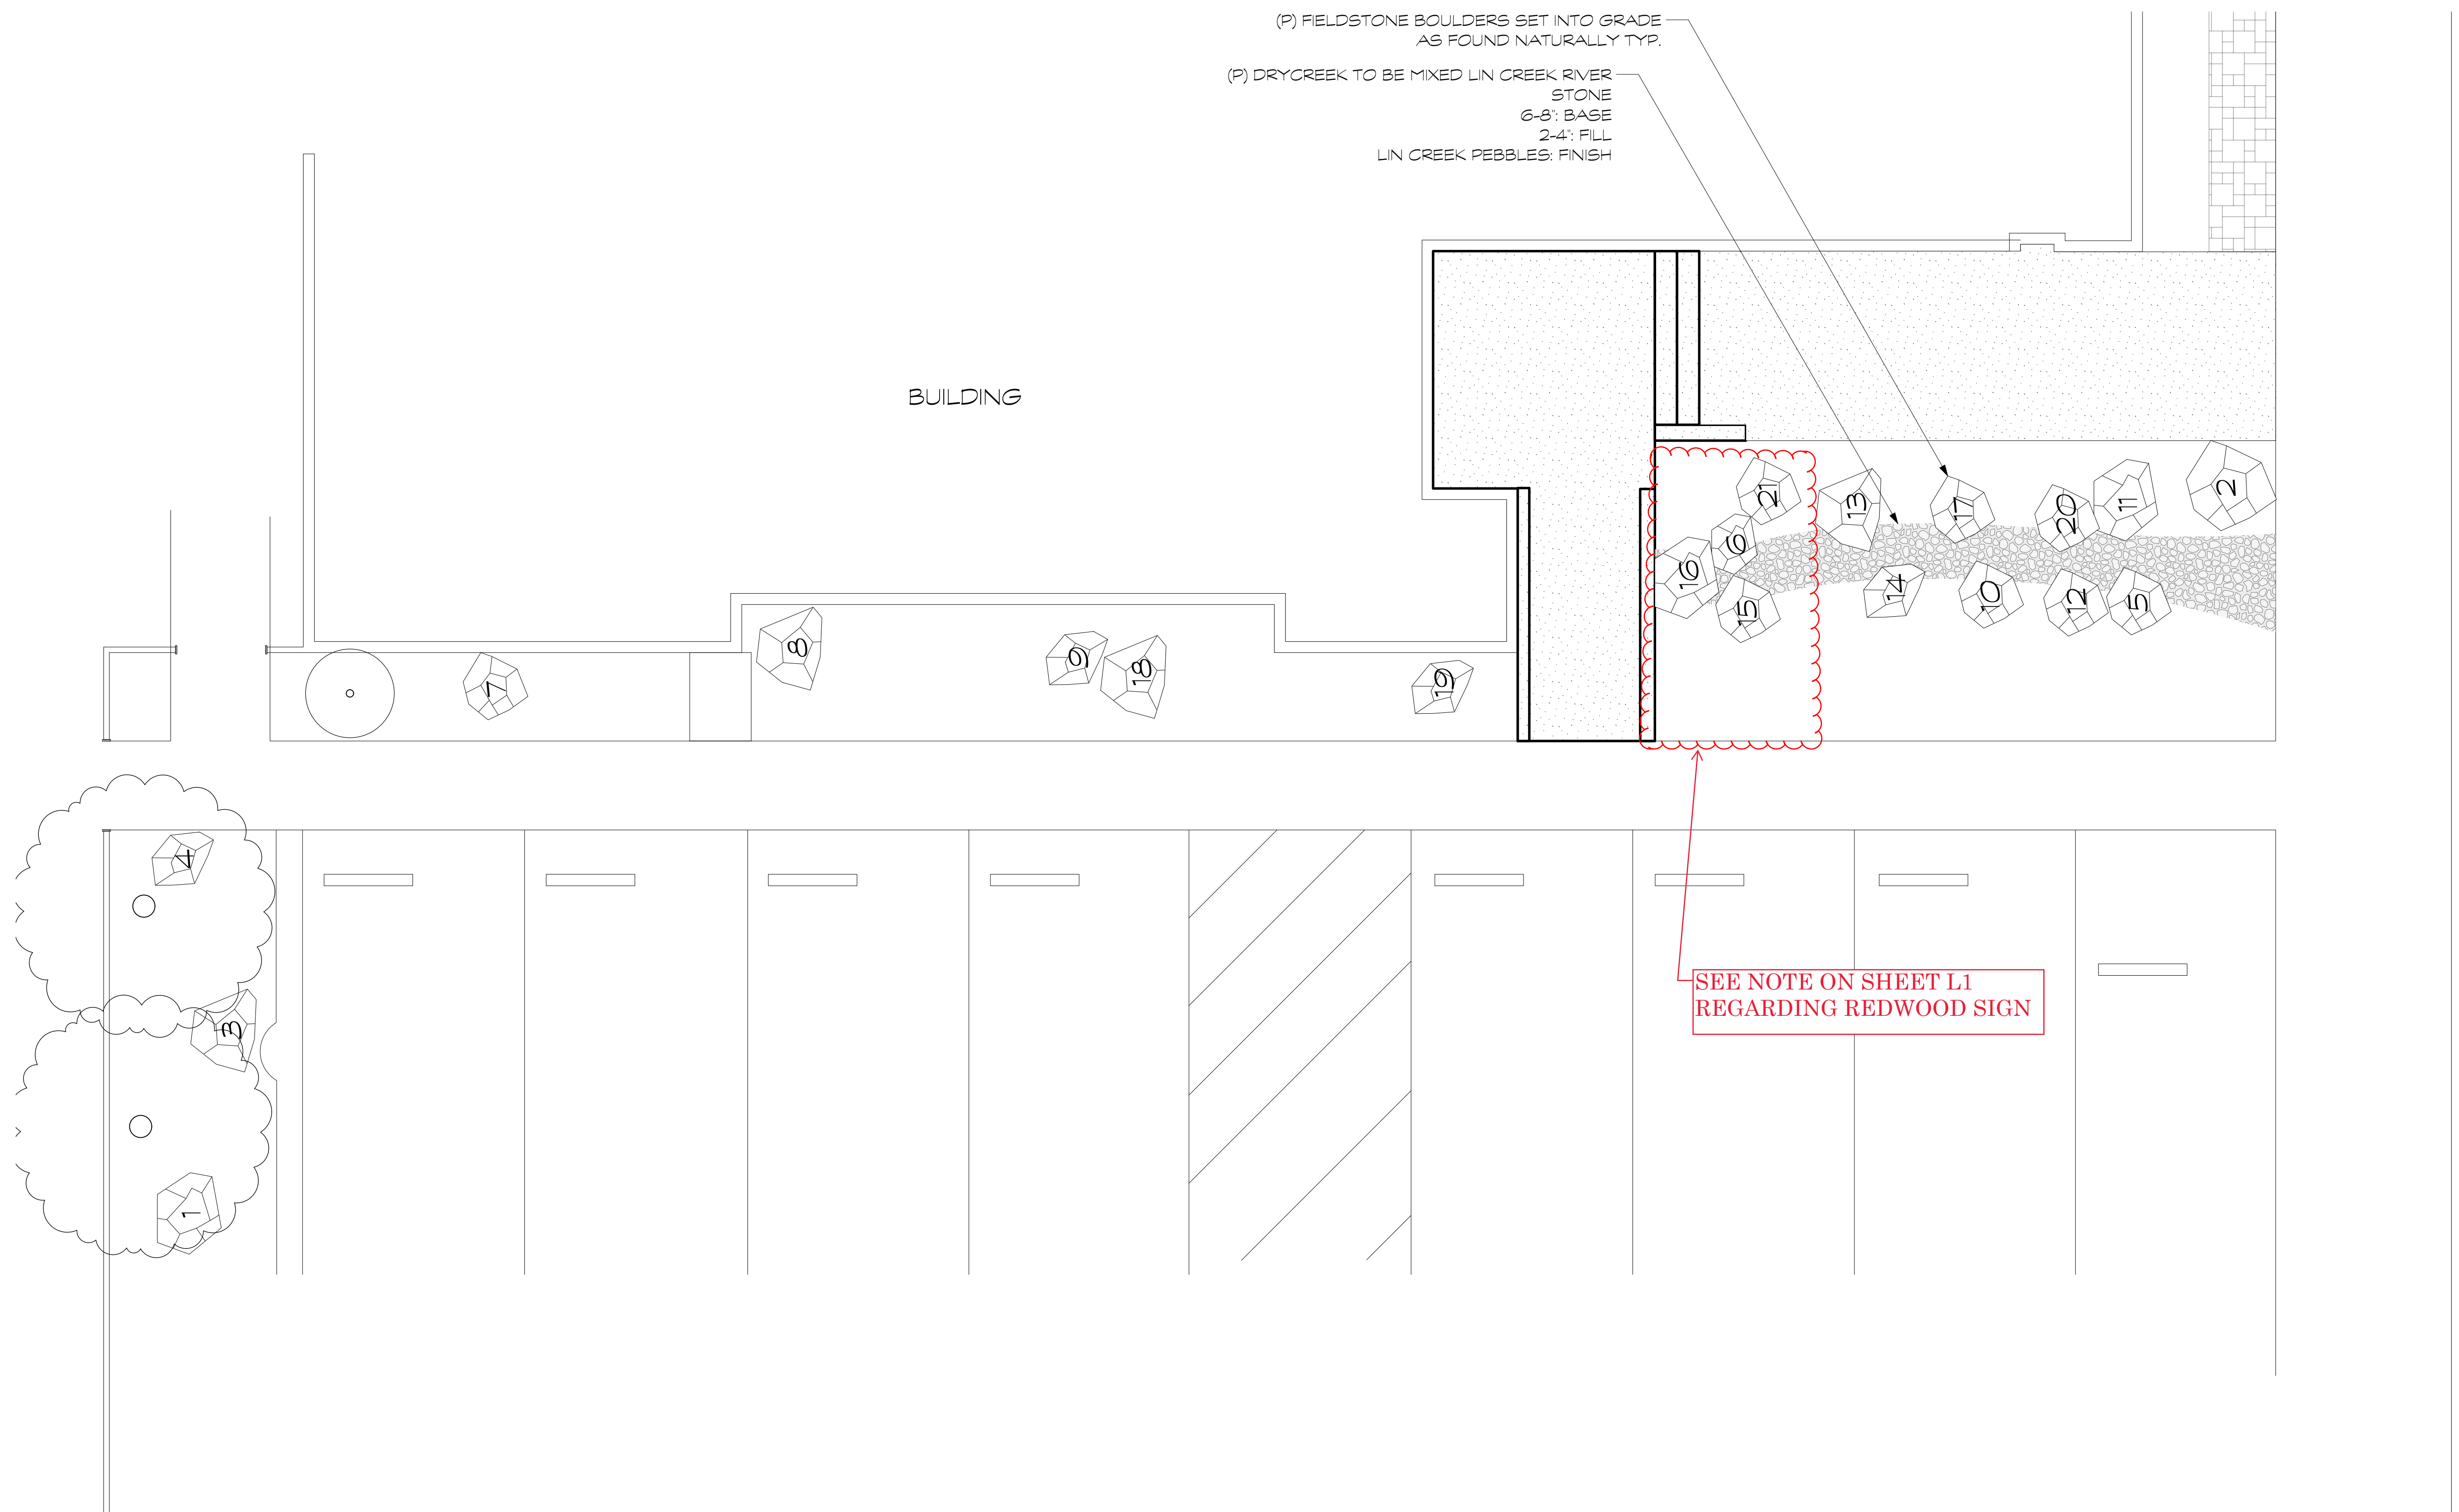 (P) FIELDSTONE BOULDERS SET INTO GRADE
AS FOUND NATURALLY TYP.
(P) DRYCREEK TO BE MIXED LIN CREEK RIVER
STONE
6-8": BASE
2-4": FILL
LIN CREEK PEBBLES: FINISH
BUILDING
21
13
17
20
11
2
6
16
15
14
10
12
5
8
9
18
19
7
4
3
1
SEE NOTE ON SHEET L1
REGARDING REDWOOD SIGN